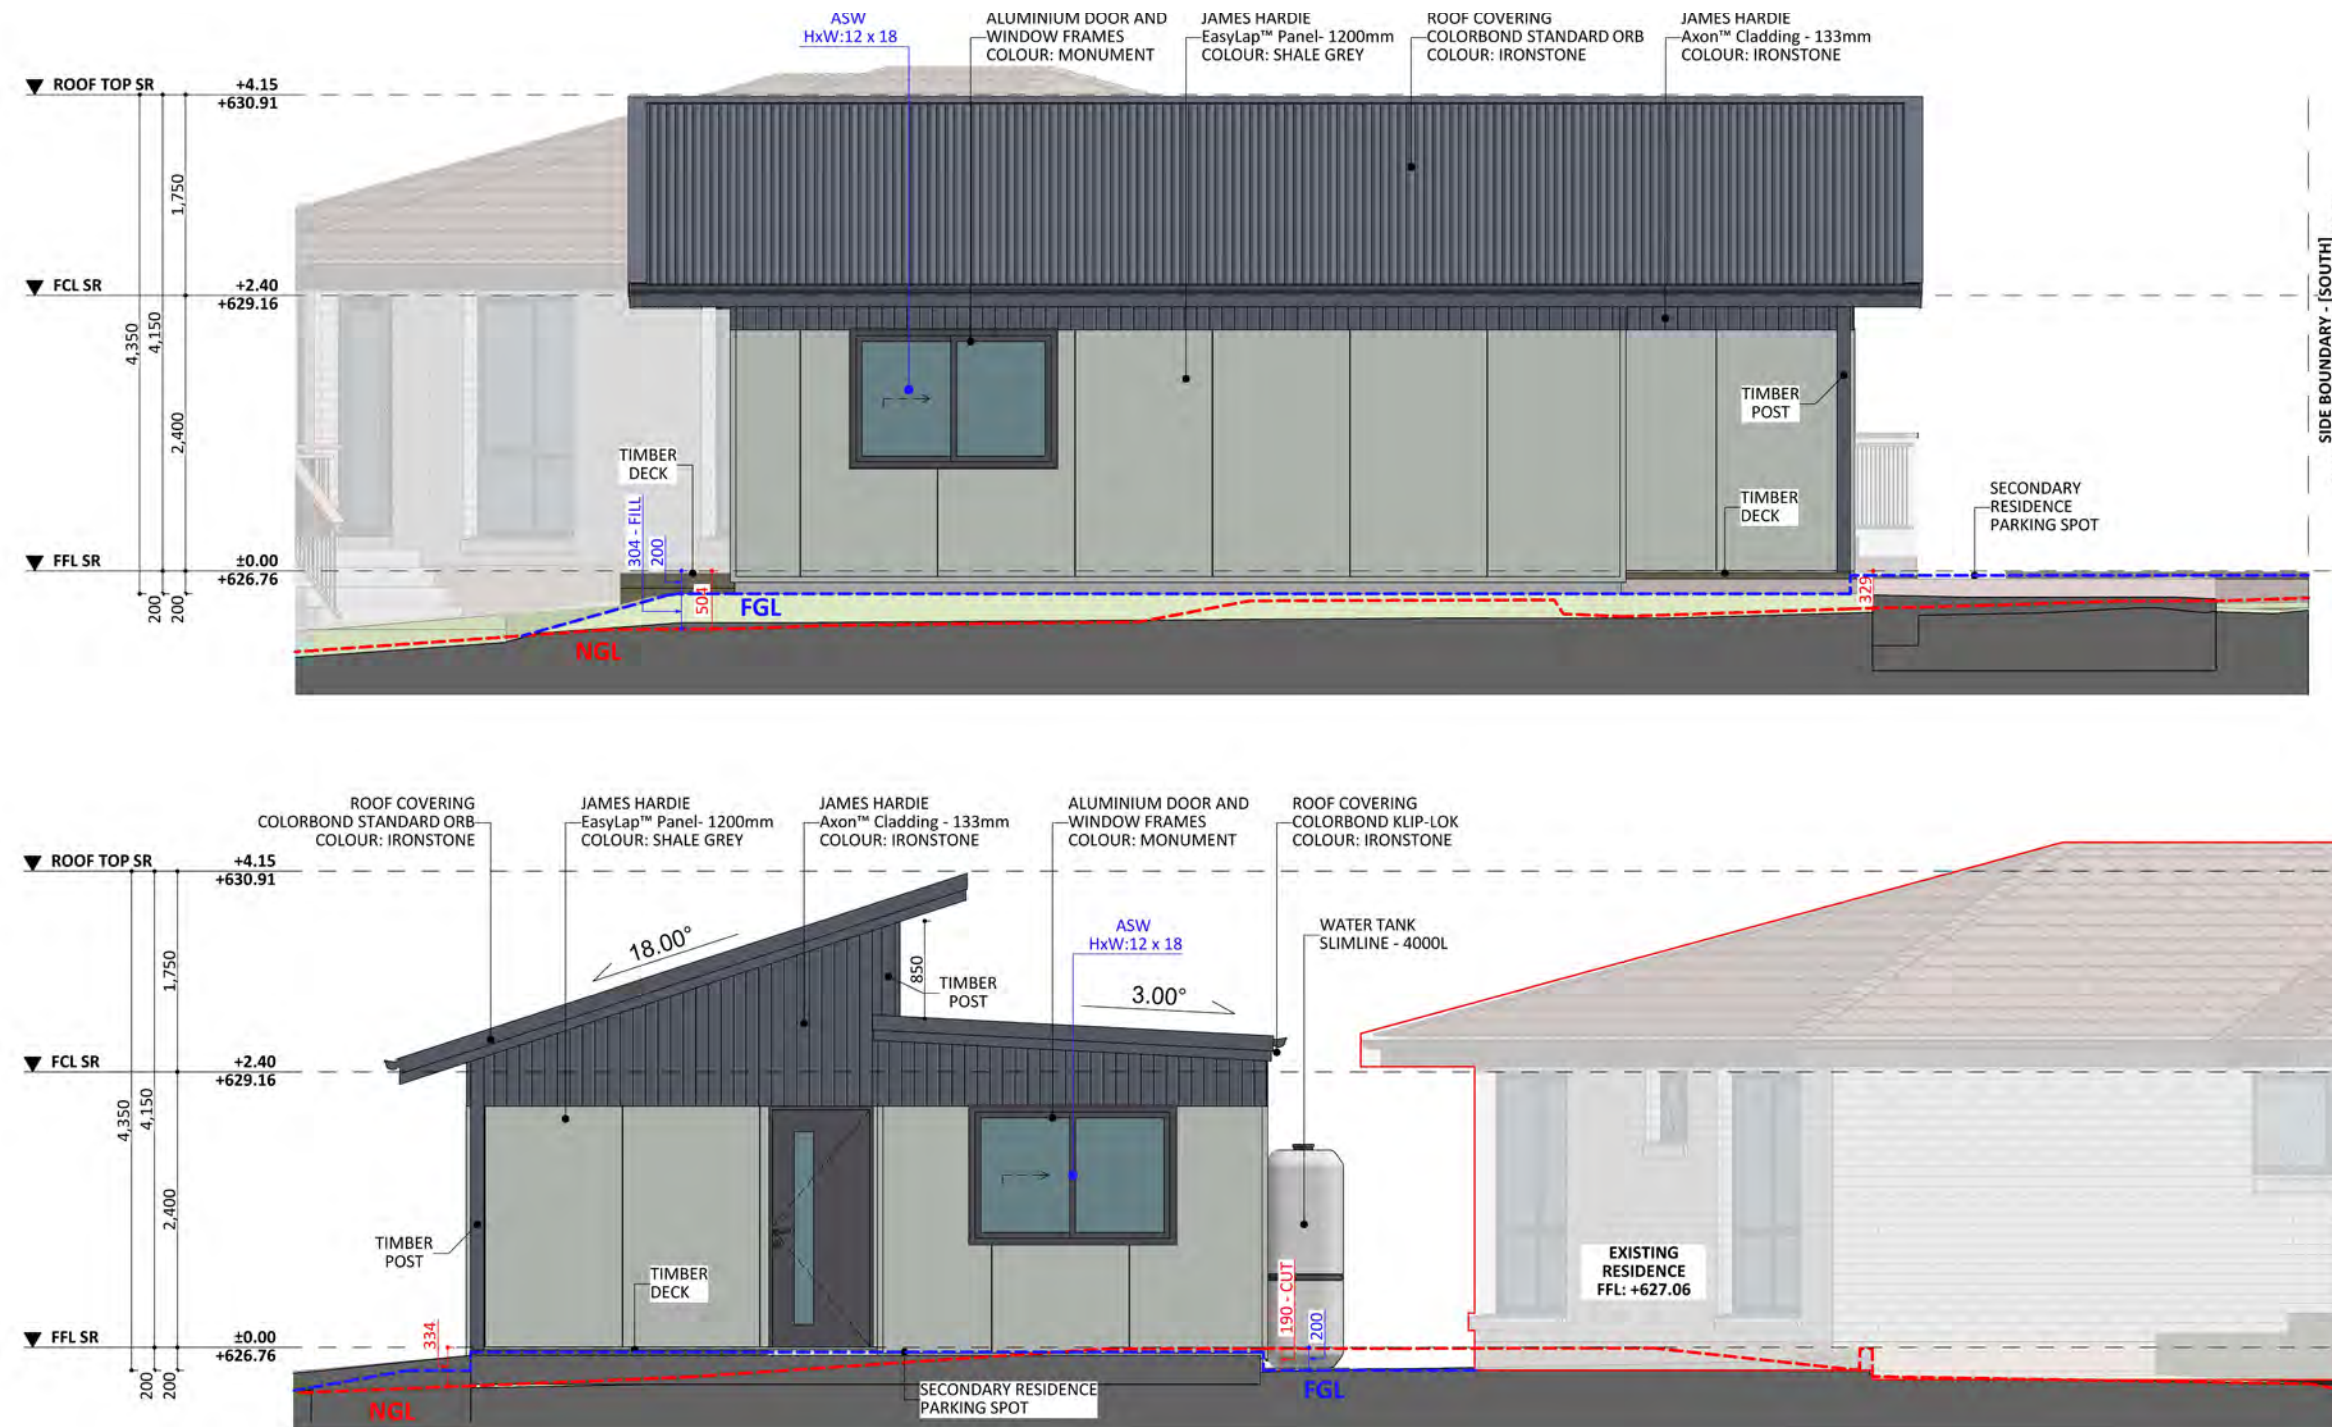 ASW
HxW:12 x 18
ALUMINIUM DOOR AND
WINDOW FRAMES
COLOUR: MONUMENT
JAMES HARDIE
EasyLap™ Panel- 1200mm
COLOUR: SHALE GREY
ROOF COVERING
COLORBOND STANDARD ORB
COLOUR: IRONSTONE
JAMES HARDIE
Axon™ Cladding - 133mm
COLOUR: IRONSTONE
ROOF TOP SR
+4.15
+630.91
1,750
FCL SR
+2.40
+629.16
4,350
4,150
2,400
FFL SR
±0.00
+626.76
200
200
TIMBER
DECK
304 - FILL
200
504
FGL
NGL
TIMBER
POST
TIMBER
DECK
329
SECONDARY
RESIDENCE
PARKING SPOT
SIDE BOUNDARY - [SOUTH]
ROOF COVERING
COLORBOND STANDARD ORB
COLOUR: IRONSTONE
JAMES HARDIE
EasyLap™ Panel- 1200mm
COLOUR: SHALE GREY
JAMES HARDIE
Axon™ Cladding - 133mm
COLOUR: IRONSTONE
ALUMINIUM DOOR AND
WINDOW FRAMES
COLOUR: MONUMENT
ROOF COVERING
COLORBOND KLIP-LOK
COLOUR: IRONSTONE
ROOF TOP SR
+4.15
+630.91
1,750
FCL SR
+2.40
+629.16
4,350
4,150
2,400
FFL SR
±0.00
+626.76
200
200
18.00°
850
TIMBER
POST
ASW
HxW:12 x 18
3.00°
WATER TANK
SLIMLINE - 4000L
TIMBER
POST
TIMBER
DECK
334
190 - CUT
200
EXISTING
RESIDENCE
FFL: +627.06
NGL
SECONDARY RESIDENCE
PARKING SPOT
FGL